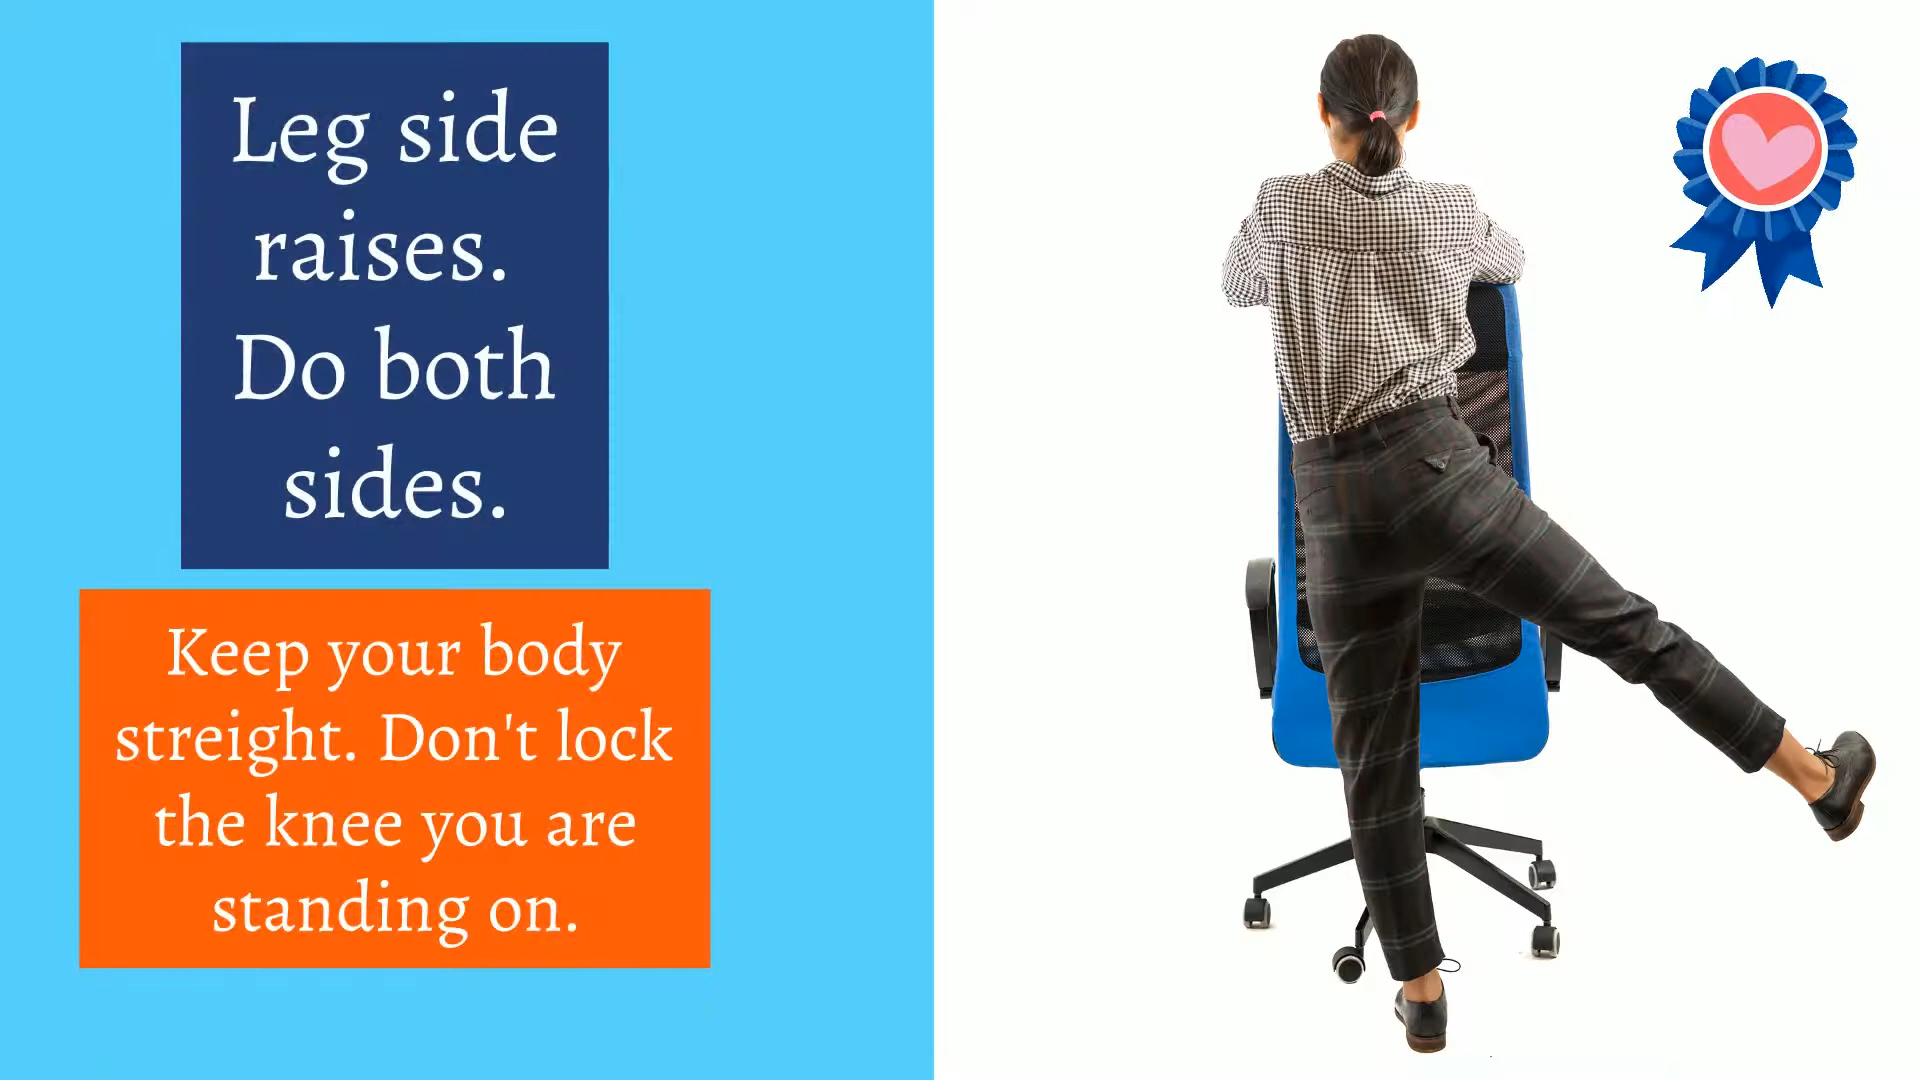 Leg side
raises.
Do both
sides.
Keep your body
streight. Don't lock
the knee you are
standing on.